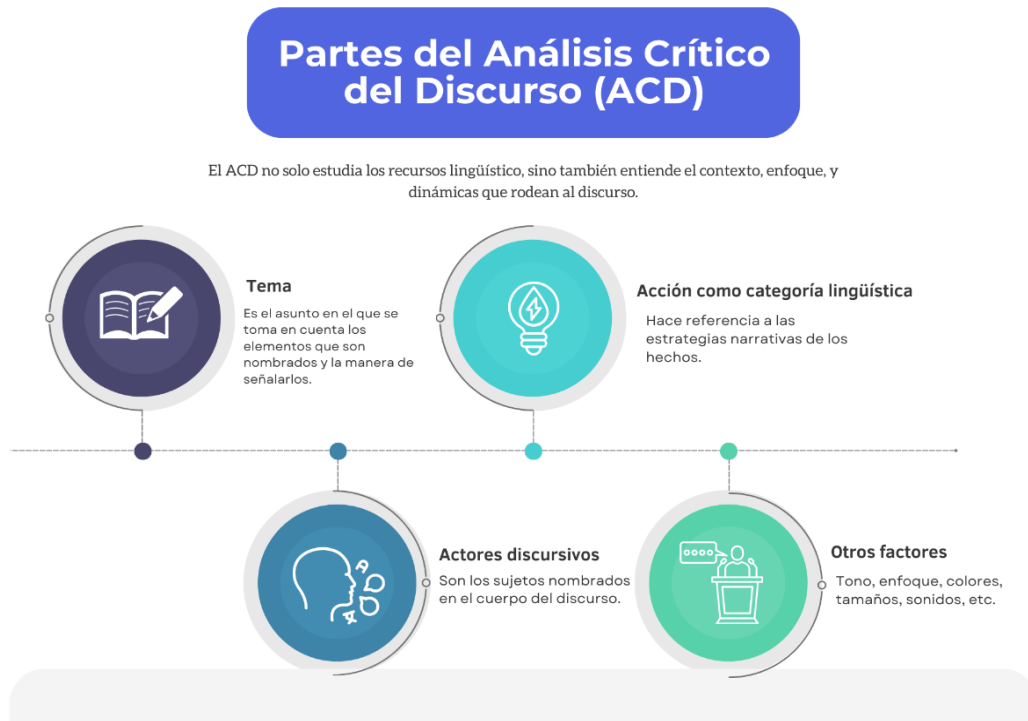 Partes del Análisis Crítico
del Discurso (ACD)
El ACD no solo estudia los recursos lingüístico, sino también entiende el contexto, enfoque, y
dinámicas que rodean al discurso.
Tema
Es el asunto en el que se
toma en cuenta los
elementos que son
nombrados y la manera de
señalarlos.
Acción como categoría lingüística
Hace referencia a las
estrategias narrativas de los
hechos.
Actores discursivos
Son los sujetos nombrados
en el cuerpo del discurso.
Otros factores
Tono, enfoque, colores,
tamaños, sonidos, etc.